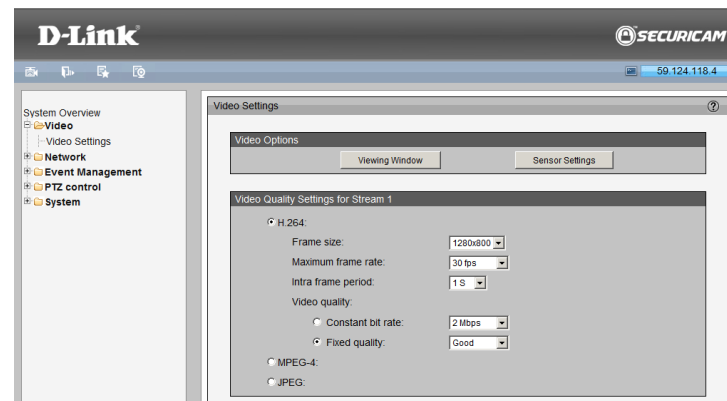 D-Link
SECURICAM
59.124.118.4
System Overview
Video
Video Settings
Network
Event Management
PTZ control
System
Video Settings
Video Options
Viewing Window
Sensor Settings
Video Quality Settings for Stream 1
H.264:
Frame size: 1280x800
Maximum frame rate: 30 fps
Intra frame period: 1 S
Video quality:
Constant bit rate: 2 Mbps
Fixed quality: Good
MPEG-4:
JPEG: